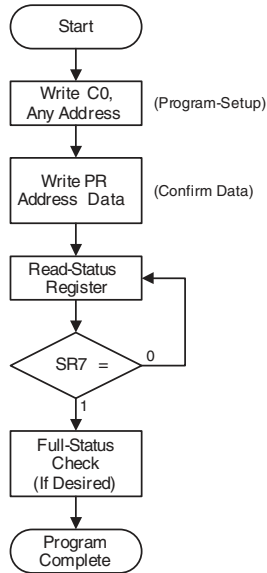 Start
Write C0,
Any Address
(Program-Setup)
Write PR
Address Data
(Confirm Data)
Read-Status
Register
SR7 =
0
1
Full-Status
Check
(If Desired)
Program
Complete